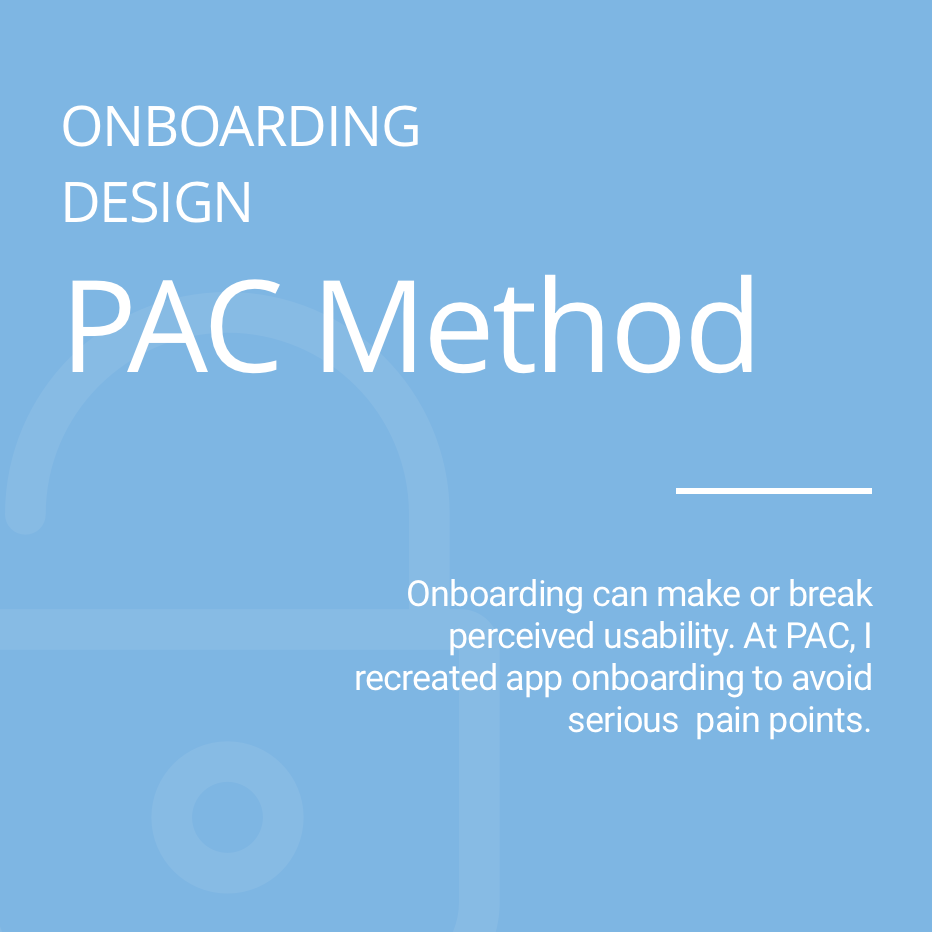 ONBOARDING
DESIGN
PAC Method
Onboarding can make or break
perceived usability. At PAC, I
recreated app onboarding to avoid
serious  pain points.